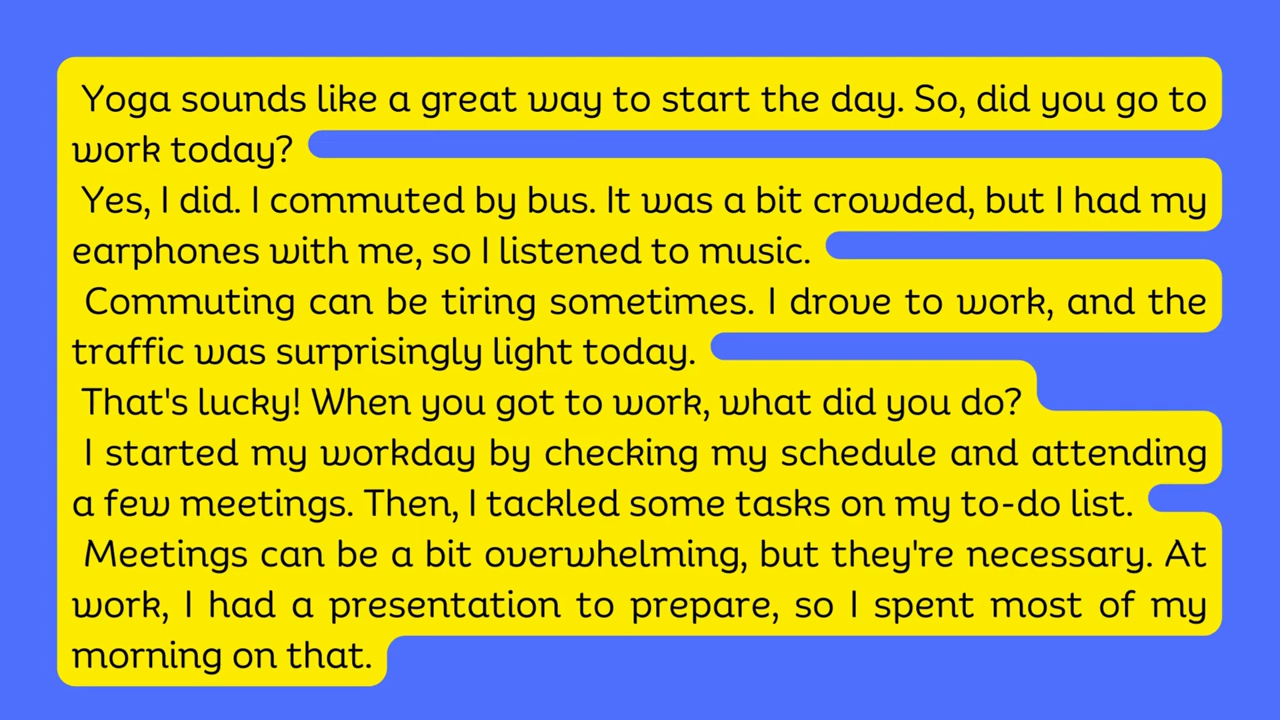 Yoga sounds like a great way to start the day. So, did you go to
work today?
Yes, I did. I commuted by bus. It was a bit crowded, but I had my
earphones with me, so I listened to music.
Commuting can be tiring sometimes. I drove to work, and the
traffic was surprisingly light today.
That's lucky! When you got to work, what did you do?
I started my workday by checking my schedule and attending
a few meetings. Then, I tackled some tasks on my to-do list.
Meetings can be a bit overwhelming, but they're necessary. At
work, I had a presentation to prepare, so I spent most of my
morning on that.